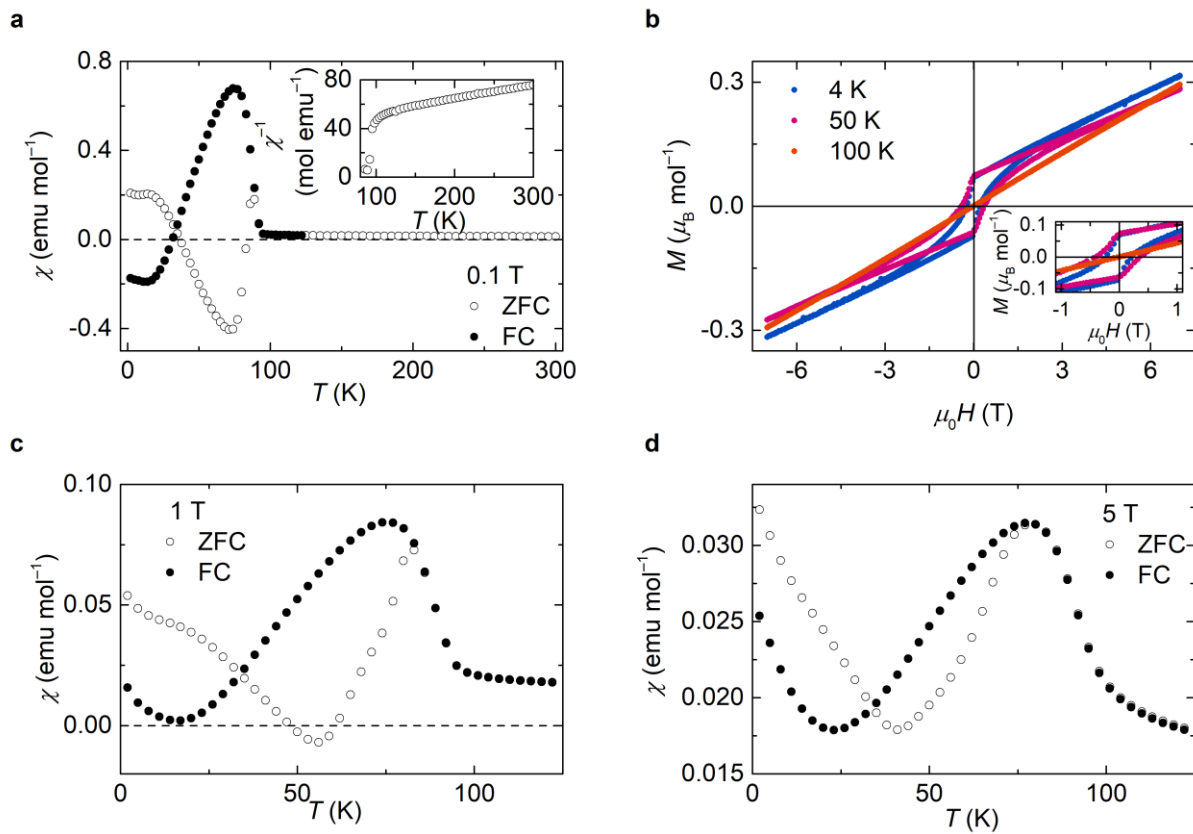 a
χ (emu mol⁻¹)
0.8
0.4
0.0
-0.4
0
100
200
300
T (K)
0.1 T
ZFC
FC
χ⁻¹
(mol emu⁻¹)
80
40
0
100
200
300
T (K)
b
M (μB mol⁻¹)
0.3
0.0
-0.3
-6
-3
0
3
6
μ₀H (T)
4 K
50 K
100 K
M (μB mol⁻¹)
0.1
0.0
-0.1
-1
0
1
μ₀H (T)
c
χ (emu mol⁻¹)
0.10
0.05
0.00
0
50
100
T (K)
1 T
ZFC
FC
d
χ (emu mol⁻¹)
0.030
0.025
0.020
0.015
0
50
100
T (K)
5 T
ZFC
FC